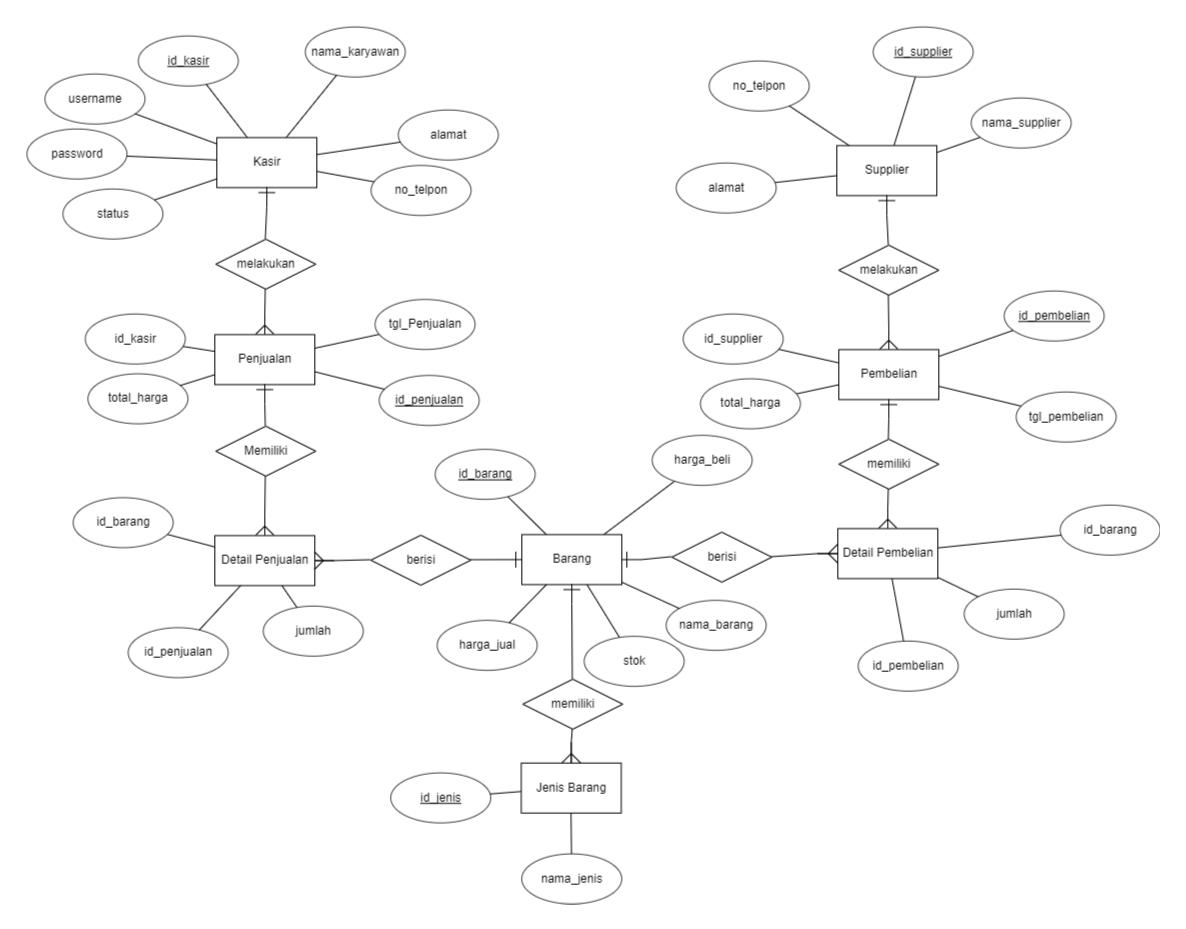 nama_karyawan
id_kasir
id_supplier
no_telpon
username
nama_supplier
alamat
password
Kasir
Supplier
no_telpon
alamat
status
melakukan
melakukan
id_pembelian
tgl_Penjualan
id_kasir
id_supplier
Penjualan
Pembelian
total_harga
id_penjualan
total_harga
tgl_pembelian
Memiliki
harga_beli
memiliki
id_barang
id_barang
id_barang
Detail Penjualan
berisi
Barang
berisi
Detail Pembelian
jumlah
nama_barang
jumlah
id_penjualan
harga_jual
stok
id_pembelian
memiliki
Jenis Barang
id_jenis
nama_jenis